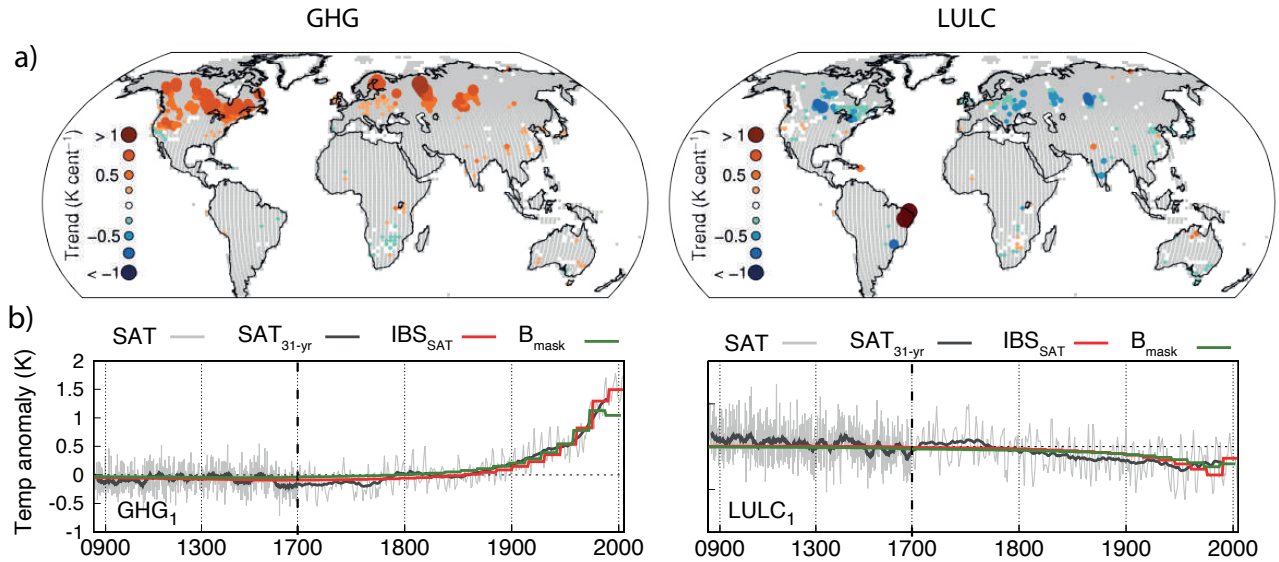 GHG
LULC
a)
Trend (K cent⁻¹)
> 1
0.5
−0.5
< −1
Trend (K cent⁻¹)
> 1
0.5
−0.5
< −1
b)
SAT SAT31-yr IBSSAT Bmask
SAT SAT31-yr IBSSAT Bmask
Temp anomaly (K)
2
1.5
1
0.5
0
-0.5
-1
GHG1
LULC1
0900 1300 1700 1800 1900 2000
0900 1300 1700 1800 1900 2000